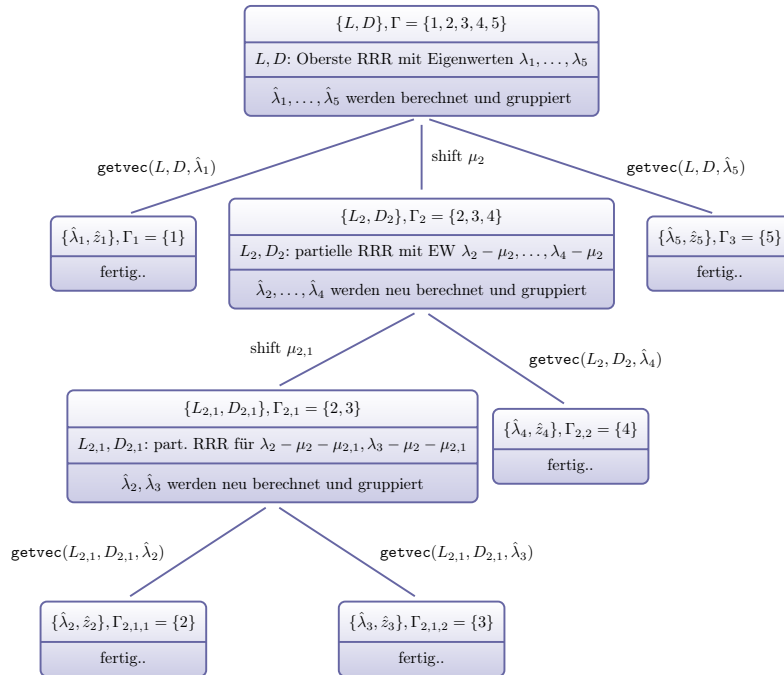 {L, D}, Γ = {1, 2, 3, 4, 5}
L, D: Oberste RRR mit Eigenwerten λ₁, . . . , λ₅
λ̂₁, . . . , λ̂₅ werden berechnet und gruppiert
getvec(L, D, λ̂₁)
shift μ₂
getvec(L, D, λ̂₅)
{λ̂₁, ẑ₁}, Γ₁ = {1}
fertig..
{L₂, D₂}, Γ₂ = {2, 3, 4}
L₂, D₂: partielle RRR mit EW λ₂ − μ₂, . . . , λ₄ − μ₂
λ̂₂, . . . , λ̂₄ werden neu berechnet und gruppiert
{λ̂₅, ẑ₅}, Γ₃ = {5}
fertig..
shift μ₂,₁
getvec(L₂, D₂, λ̂₄)
{L₂,₁, D₂,₁}, Γ₂,₁ = {2, 3}
L₂,₁, D₂,₁: part. RRR für λ₂ − μ₂ − μ₂,₁, λ₃ − μ₂ − μ₂,₁
λ̂₂, λ̂₃ werden neu berechnet und gruppiert
{λ̂₄, ẑ₄}, Γ₂,₂ = {4}
fertig..
getvec(L₂,₁, D₂,₁, λ̂₂)
getvec(L₂,₁, D₂,₁, λ̂₃)
{λ̂₂, ẑ₂}, Γ₂,₁,₁ = {2}
fertig..
{λ̂₃, ẑ₃}, Γ₂,₁,₂ = {3}
fertig..